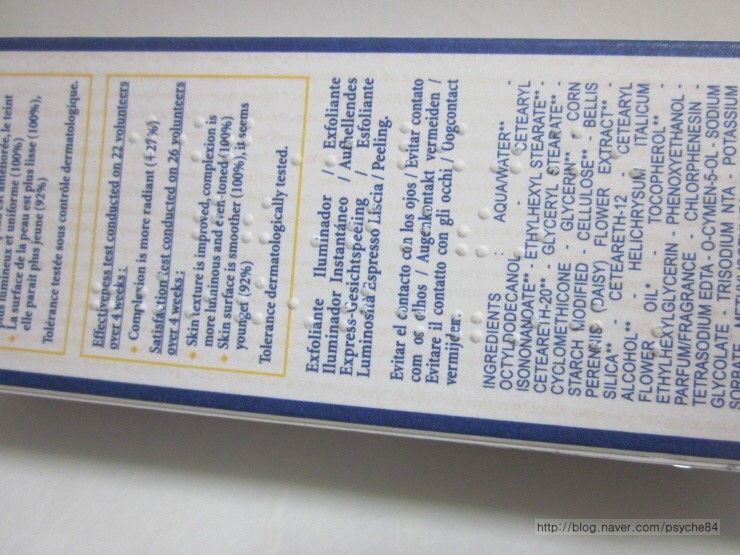 lumineux et uniforme (100%)
• La surface de la peau est plus lisse (100%),
elle paraît plus jeune (92%)
Tolérance testée sous contrôle dermatologique.
Effectiveness test conducted on 22 volunteers
over 4 weeks :
• Complexion is more radiant (+27%)
Satisfaction test conducted on 26 volunteers
over 4 weeks :
• Skin texture is improved, complexion is
more luminous and even-toned (100%)
• Skin surface is smoother (100%), it seems
younger (92%)
Tolerance dermatologically tested.
Exfoliante Iluminador / Exfoliante
Iluminador Instantáneo / Aufhellendes
Express-Gesichtspeeling / Esfoliante
Luminosità Espresso Liscia / Peeling.
Evitar el contacto con los ojos / Evitar contato
com os olhos / Augenkontakt vermeiden /
Evitare il contatto con gli occhi / Oogcontact
vermijden.
INGREDIENTS : AQUA/WATER** -
OCTYLDODECANOL - CETEARYL
ISONONANOATE** - ETHYLHEXYL STEARATE** -
CETEARETH-20** - GLYCERYL STEARATE** -
CYCLOMETHICONE - GLYCERIN** - CORN
STARCH MODIFIED - CELLULOSE** - BELLIS
PERENNIS (DAISY) FLOWER EXTRACT** -
SILICA** - CETEARETH-12 - CETEARYL
ALCOHOL** - HELICHRYSUM ITALICUM
FLOWER OIL* - TOCOPHEROL** -
ETHYLHEXYLGLYCERIN - PHENOXYETHANOL -
PARFUM/FRAGRANCE - CHLORPHENESIN -
TETRASODIUM EDTA - O-CYMEN-5-OL - SODIUM
GLYCOLATE - TRISODIUM NTA - POTASSIUM
SORBATE
http://blog.naver.com/psyche84